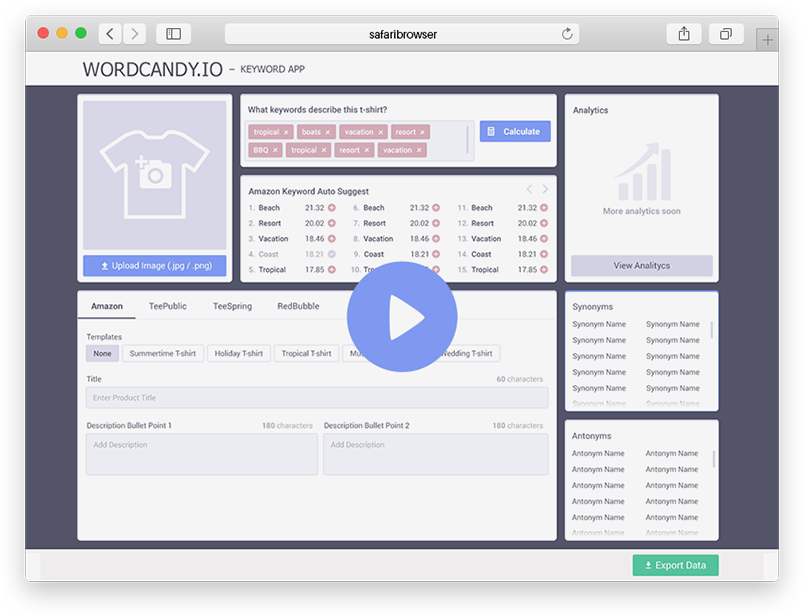 safaribrowser
WORDCANDY.IO – KEYWORD APP
Upload Image (.jpg / .png)
What keywords describe this t-shirt?
tropical × boats × vacation × resort ×
BBQ × tropical × resort × vacation ×
Calculate
Amazon Keyword Auto Suggest
1. Beach 21.32 6. Beach 21.32 11. Beach 21.32
2. Resort 20.02 7. Resort 20.02 12. Resort 20.02
3. Vacation 18.46 8. Vacation 18.46 13. Vacation 18.46
4. Coast 18.21 9. Coast 18.21 14. Coast 18.21
5. Tropical 17.85 10. 15. Tropical 17.85
Analytics
More analytics soon
View Analitycs
Amazon TeePublic TeeSpring RedBubble
Templates
None Summertime T-shirt Holiday T-shirt Tropical T-shirt Wedding T-shirt
Title 60 characters
Enter Product Title
Description Bullet Point 1 180 characters Description Bullet Point 2 180 characters
Add Description Add Description
Synonyms
Synonym Name Synonym Name
Synonym Name Synonym Name
Synonym Name Synonym Name
Synonym Name Synonym Name
Synonym Name Synonym Name
Synonym Name Synonym Name
Antonyms
Antonym Name Antonym Name
Antonym Name Antonym Name
Antonym Name Antonym Name
Antonym Name Antonym Name
Antonym Name Antonym Name
Antonym Name Antonym Name
Export Data